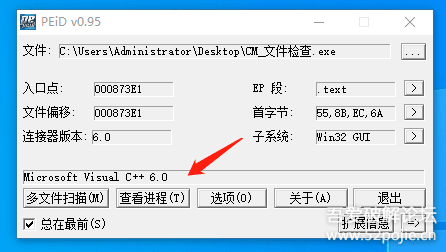 PEiD v0.95
文件: C:\Users\Administrator\Desktop\CM_文件检查.exe ...
入口点: 000873E1 EP 段: .text >
文件偏移: 000873E1 首字节: 55,8B,EC,6A >
连接器版本: 6.0 子系统: Win32 GUI >
Microsoft Visual C++ 6.0
多文件扫描(M) 查看进程(T) 选项(O) 关于(A) 退出
总在最前(S) 扩展信息 ->
吾爱破解论坛
www.52pojie.cn